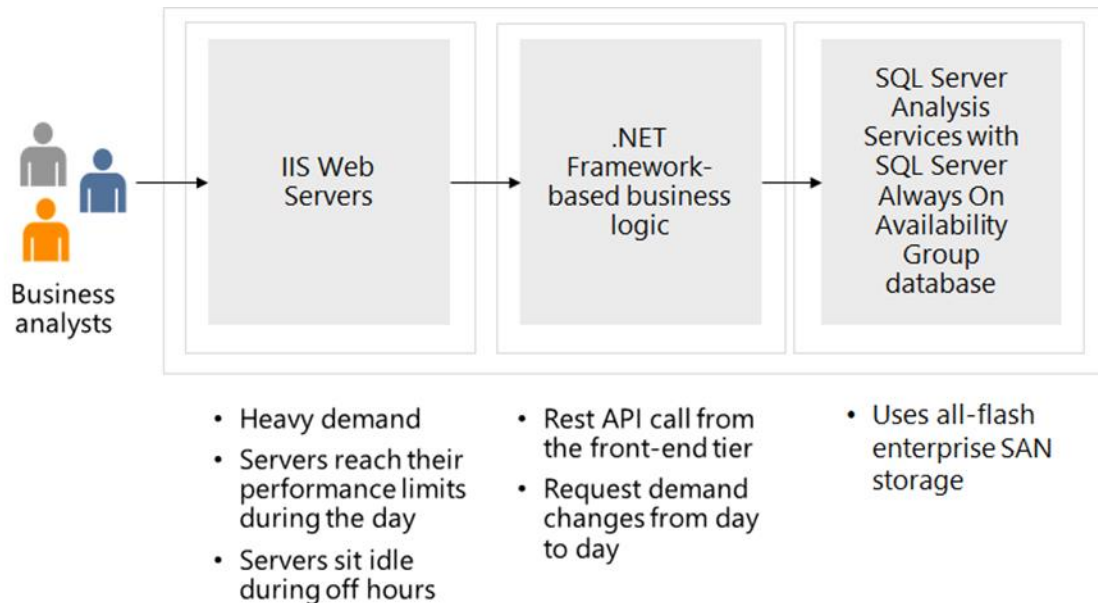 Business
analysts
IIS Web
Servers
.NET
Framework-
based business
logic
SQL Server
Analysis
Services with
SQL Server
Always On
Availability
Group
database
• Heavy demand
• Servers reach their
performance limits
during the day
• Servers sit idle
during off hours
• Rest API call from
the front-end tier
• Request demand
changes from day
to day
• Uses all-flash
enterprise SAN
storage